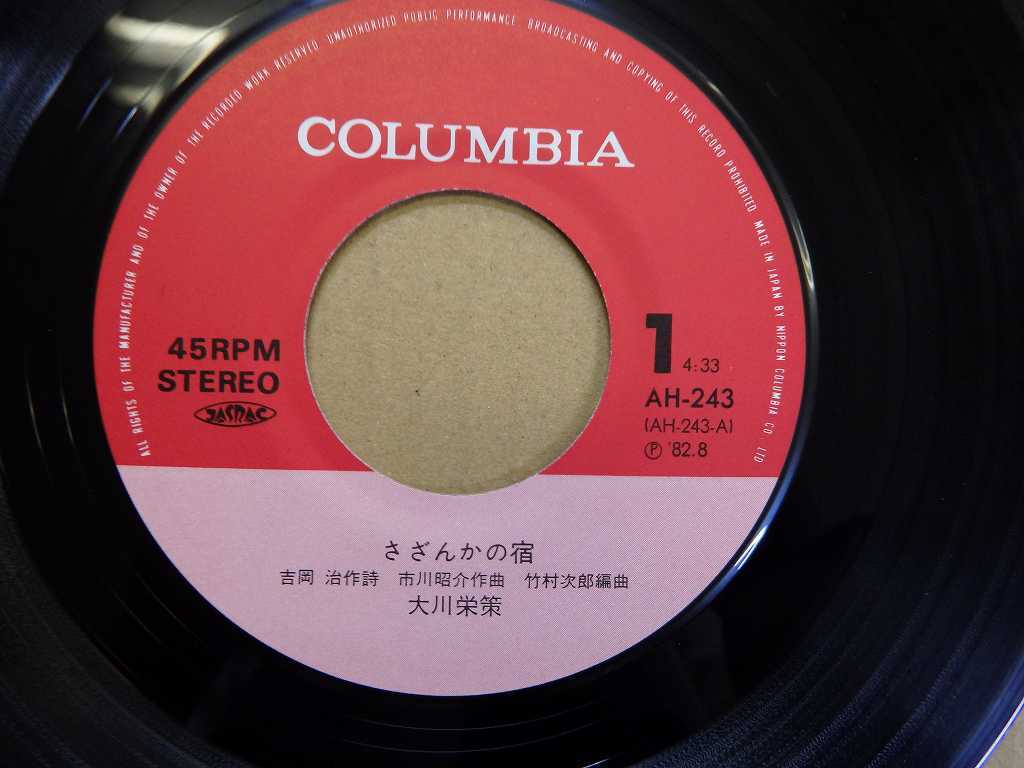 ALL RIGHTS OF THE MANUFACTURER AND OF THE OWNER OF THE RECORDED WORK RESERVED UNAUTHORIZED PUBLIC PERFORMANCE BROADCASTING AND COPYING OF THIS RECORD PROHIBITED MADE IN JAPAN BY NIPPON COLUMBIA CO. LTD
COLUMBIA
45RPM
STEREO
JASRAC
1 4:33
AH-243
(AH-243-A)
Ⓟ '82.8
さざんかの宿
吉岡 治作詩 市川昭介作曲 竹村次郎編曲
大川栄策